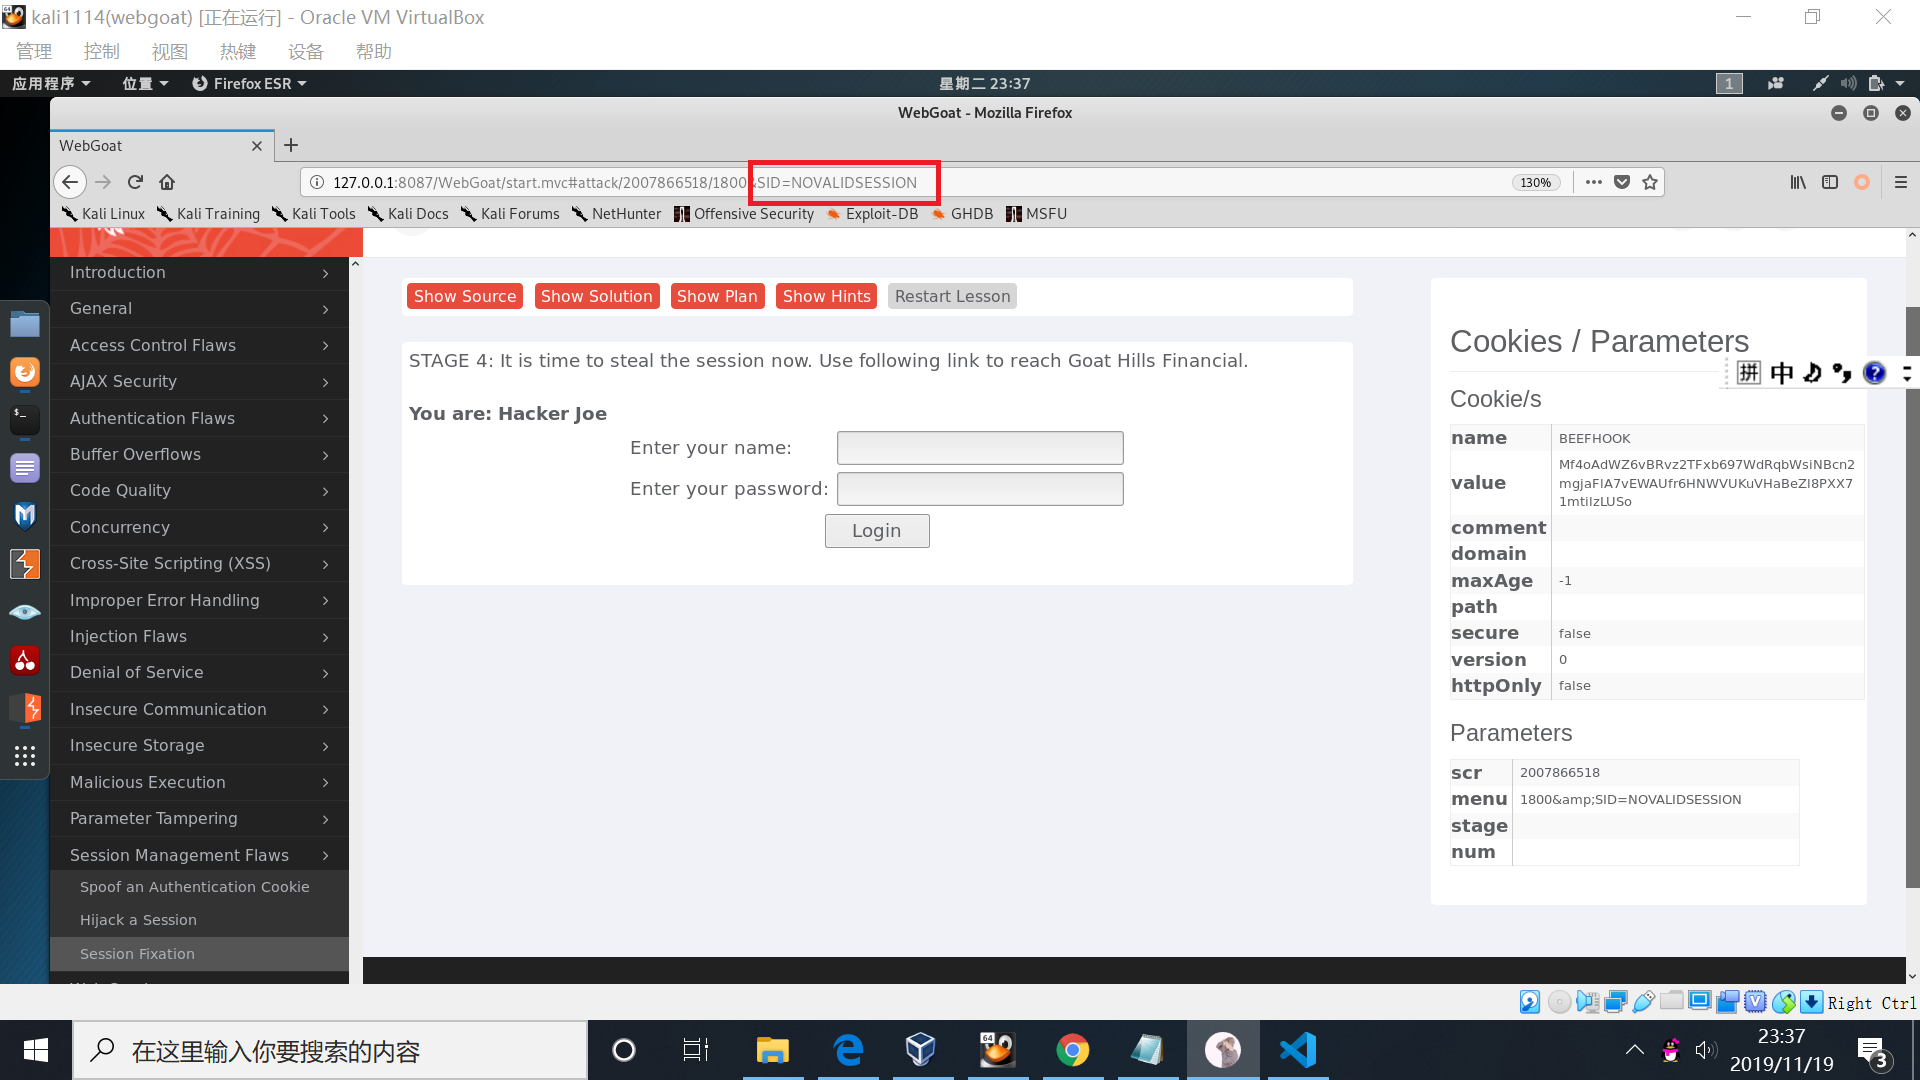 kali1114(webgoat) [正在运行] - Oracle VM VirtualBox
管理 控制 视图 热键 设备 帮助
应用程序 位置 Firefox ESR 星期二 23:37 1
WebGoat - Mozilla Firefox
WebGoat
127.0.0.1:8087/WebGoat/start.mvc#attack/2007866518/1800&SID=NOVALIDSESSION 130%
Kali Linux Kali Training Kali Tools Kali Docs Kali Forums NetHunter Offensive Security Exploit-DB GHDB MSFU
Introduction
General
Access Control Flaws
AJAX Security
Authentication Flaws
Buffer Overflows
Code Quality
Concurrency
Cross-Site Scripting (XSS)
Improper Error Handling
Injection Flaws
Denial of Service
Insecure Communication
Insecure Storage
Malicious Execution
Parameter Tampering
Session Management Flaws
Spoof an Authentication Cookie
Hijack a Session
Session Fixation
Show Source Show Solution Show Plan Show Hints Restart Lesson
STAGE 4: It is time to steal the session now. Use following link to reach Goat Hills Financial.
You are: Hacker Joe
Enter your name:
Enter your password:
Login
Cookies / Parameters
拼 中
Cookie/s
name BEEFHOOK
value Mf4oAdWZ6vBRvz2TFxb697WdRqbWsiNBcn2
mgjaFIA7vEWAUfr6HNWVUKuVHaBeZI8PXX7
1mtiIzLUSo
comment
domain
maxAge -1
path
secure false
version 0
httpOnly false
Parameters
scr 2007866518
menu 1800&amp;SID=NOVALIDSESSION
stage
num
Right Ctrl
在这里输入你要搜索的内容
64
23:37
2019/11/19
3